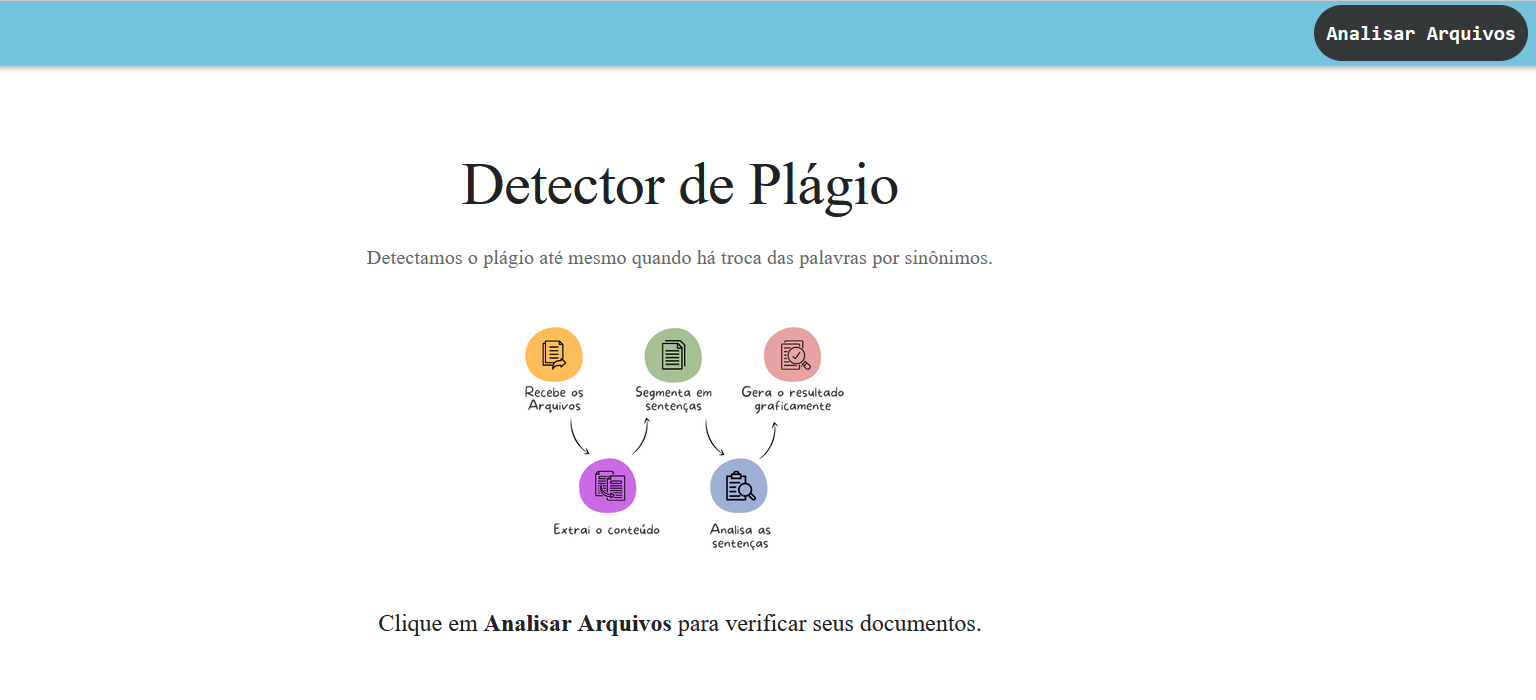 Analisar Arquivos
Detector de Plágio
Detectamos o plágio até mesmo quando há troca das palavras por sinônimos.
Recebe os
Arquivos
Extrai o conteúdo
Segmenta em
sentenças
Analisa as
sentenças
Gera o resultado
graficamente
Clique em Analisar Arquivos para verificar seus documentos.